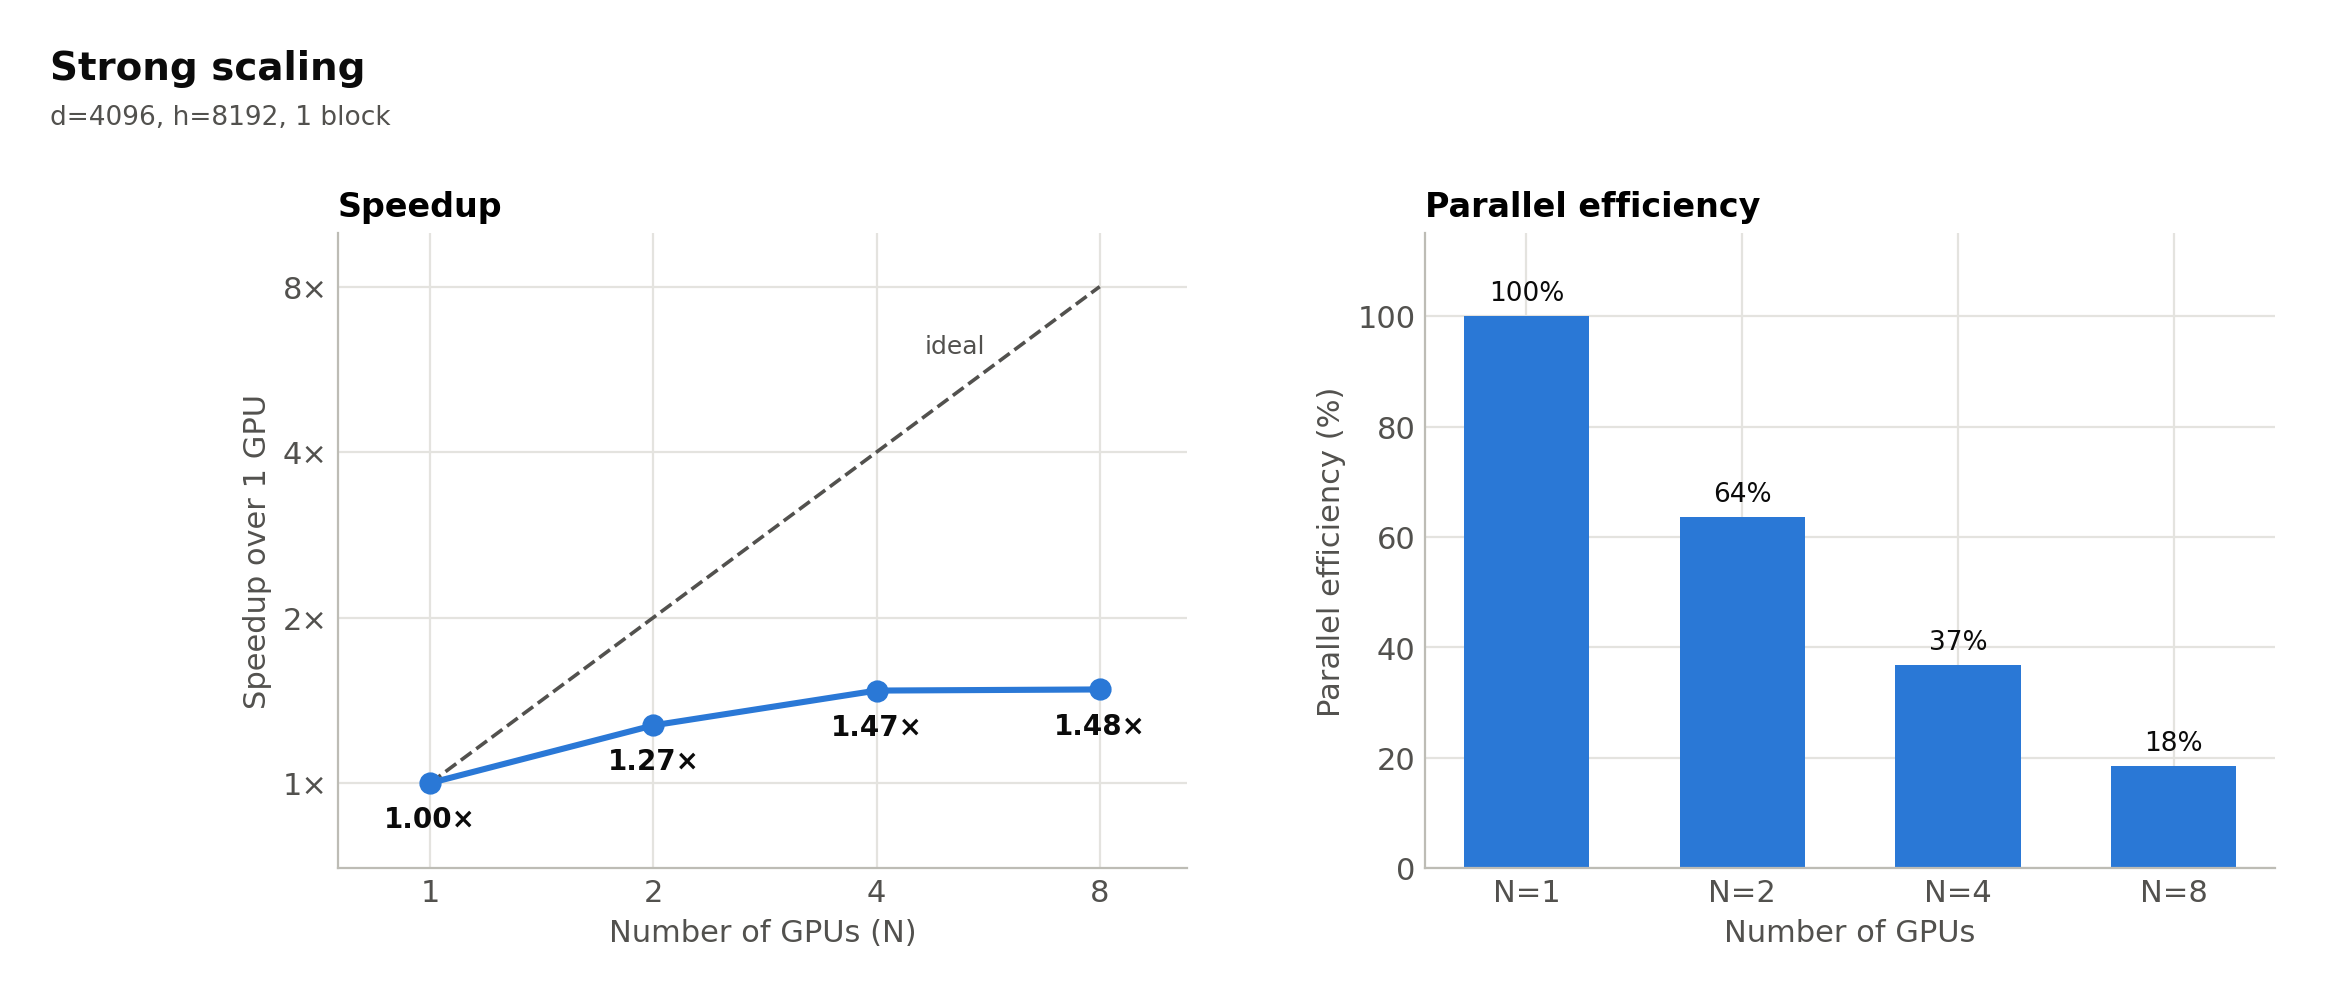 Strong scaling
d=4096, h=8192, 1 block
Speedup
8×
4×
2×
1×
Speedup over 1 GPU
ideal
1.00×
1.27×
1.47×
1.48×
1
2
4
8
Number of GPUs (N)
Parallel efficiency
100
80
60
40
20
0
Parallel efficiency (%)
100%
64%
37%
18%
N=1
N=2
N=4
N=8
Number of GPUs